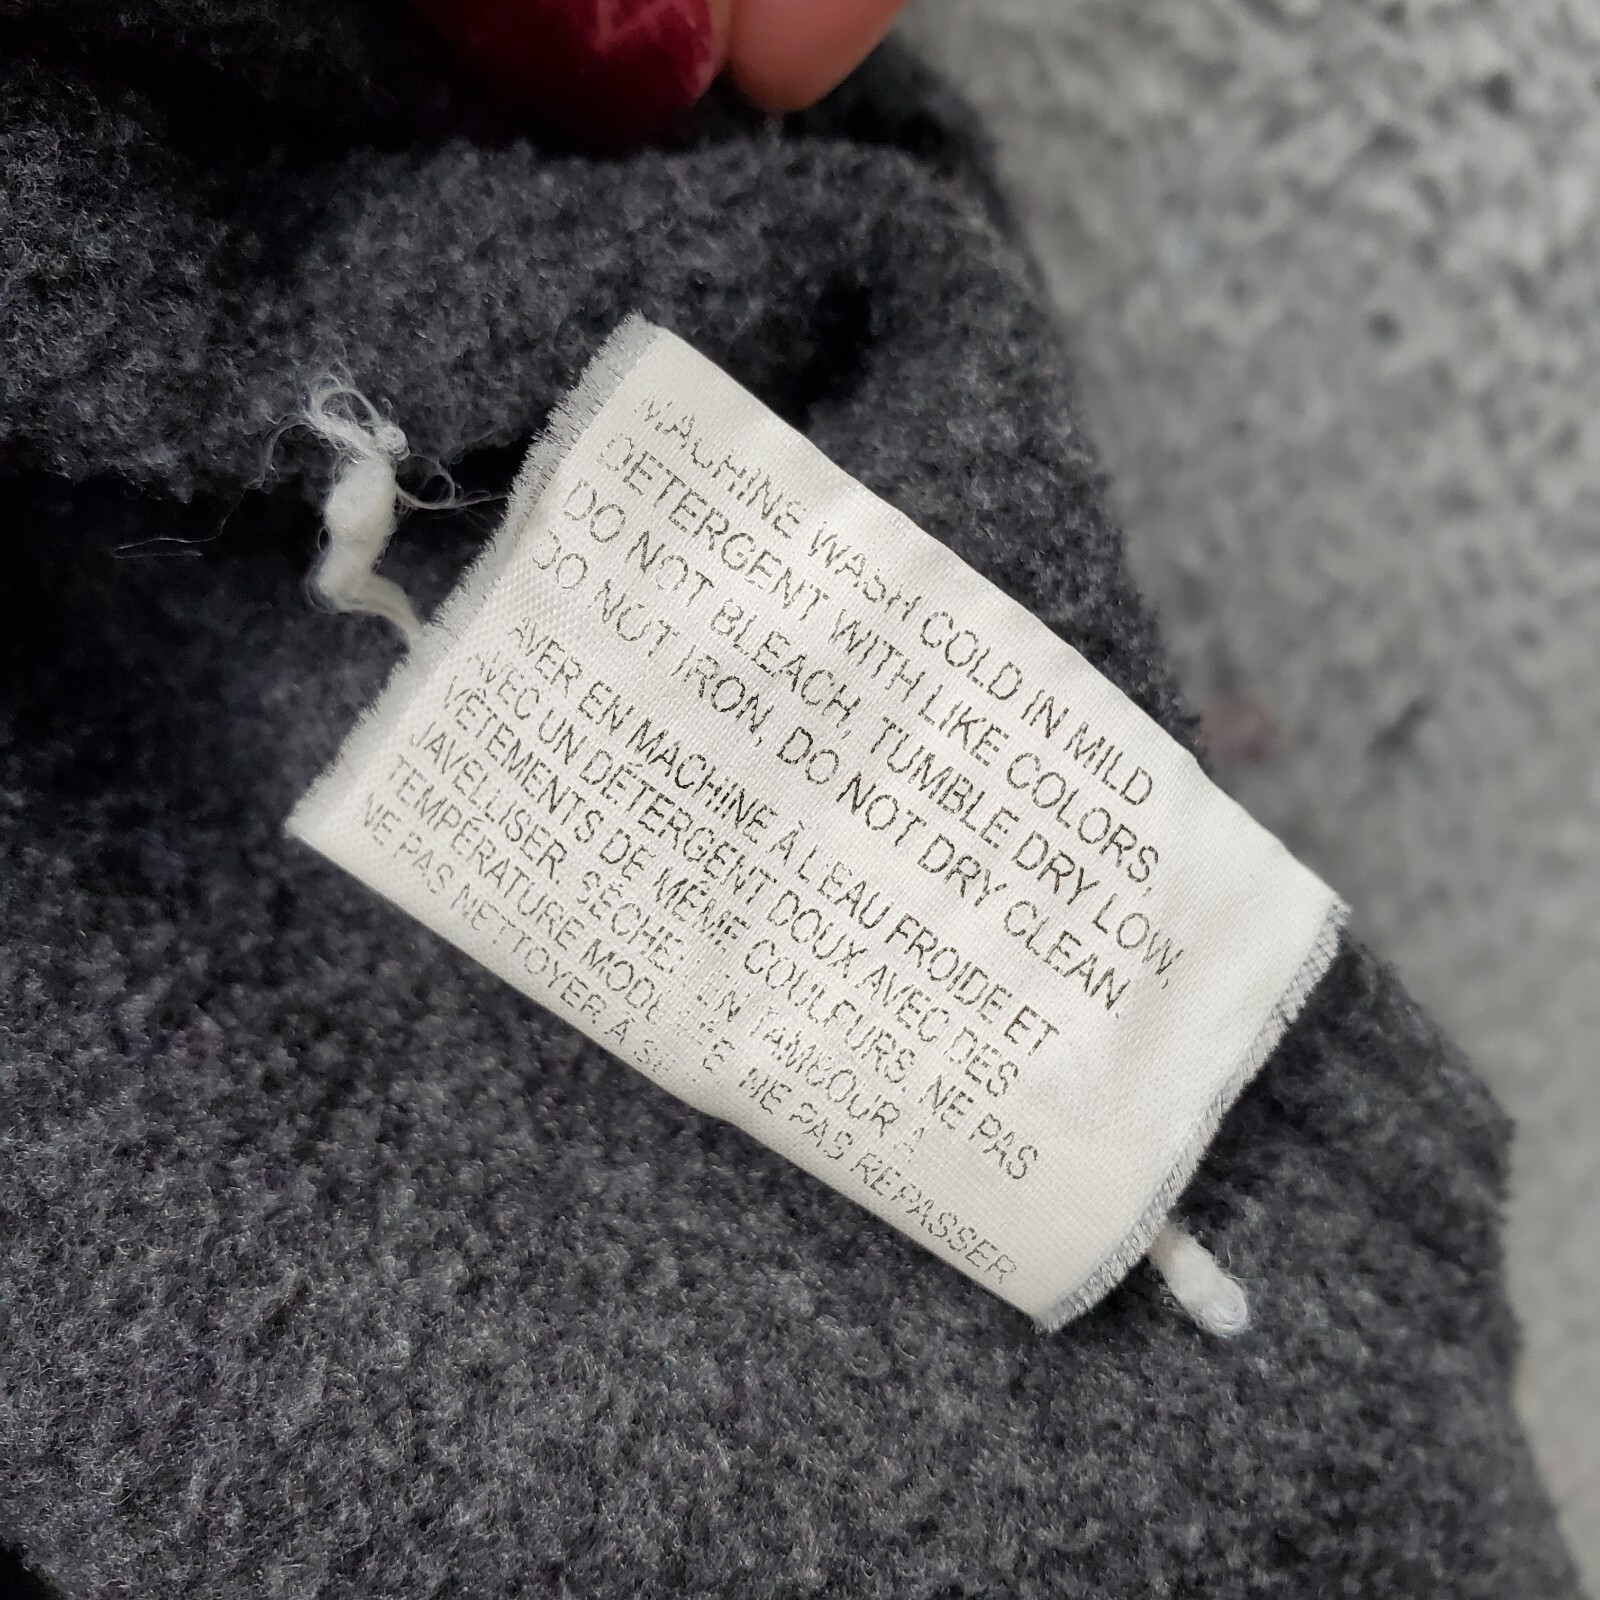 MACHINE WASH COLD IN MILD
DETERGENT WITH LIKE COLORS,
DO NOT BLEACH, TUMBLE DRY LOW,
DO NOT IRON, DO NOT DRY CLEAN.
AVER EN MACHINE À L'EAU FROIDE ET
AVEC UN DÉTERGENT DOUX AVEC DES
VÊTEMENTS DE MÊME COULEURS. NE PAS
JAVELLISER. SÉCHER EN TAMBOUR À
TEMPÉRATURE NE PAS REPASSER
NE PAS NETTOYER À